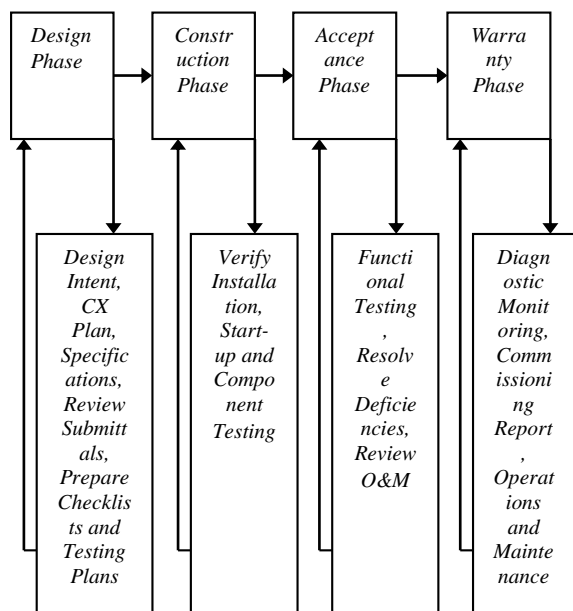 Design
Phase
Constr
uction
Phase
Accept
ance
Phase
Warra
nty
Phase
Design
Intent,
CX
Plan,
Specific
ations,
Review
Submitt
als,
Prepare
Checkli
sts and
Testing
Plans
Verify
Installa
tion,
Start-
up and
Compo
nent
Testing
Functi
onal
Testing
,
Resolv
e
Deficie
ncies,
Review
O&M
Diagn
ostic
Monit
oring,
Comm
issioni
ng
Report
,
Operat
ions
and
Mainte
nance